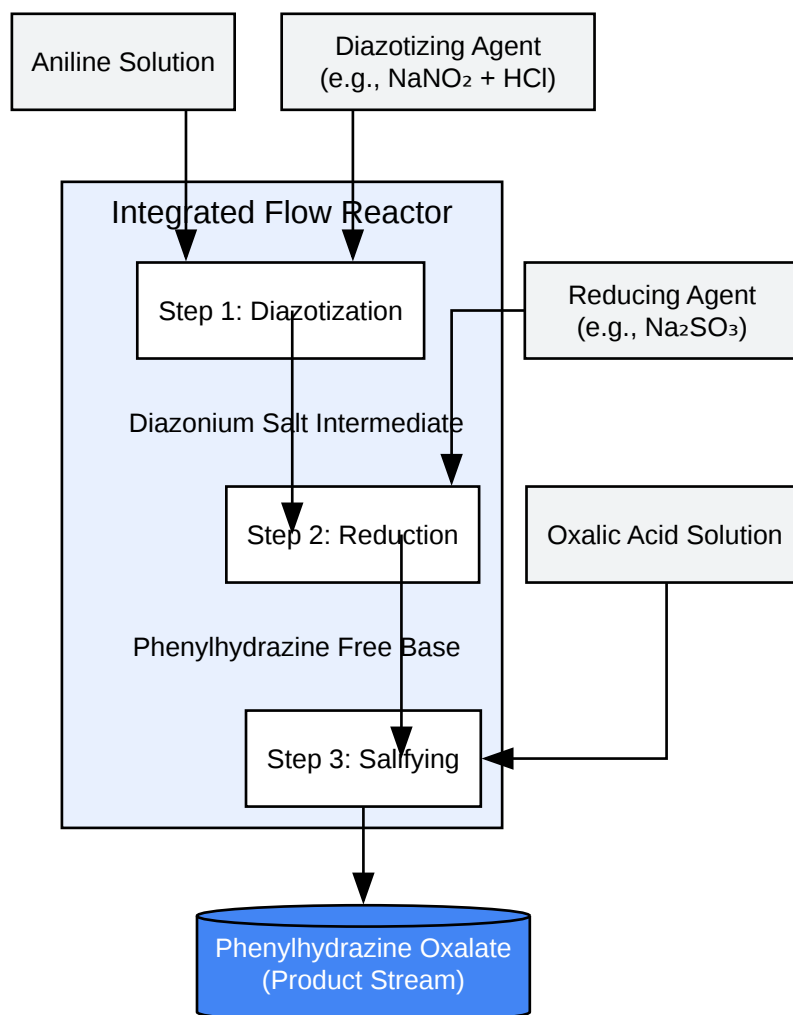 Aniline Solution
Diazotizing Agent
(e.g., NaNO₂ + HCl)
Integrated Flow Reactor
Step 1: Diazotization
Reducing Agent
(e.g., Na₂SO₃)
Diazonium Salt Intermediate
Step 2: Reduction
Oxalic Acid Solution
Phenylhydrazine Free Base
Step 3: Salifying
Phenylhydrazine Oxalate
(Product Stream)